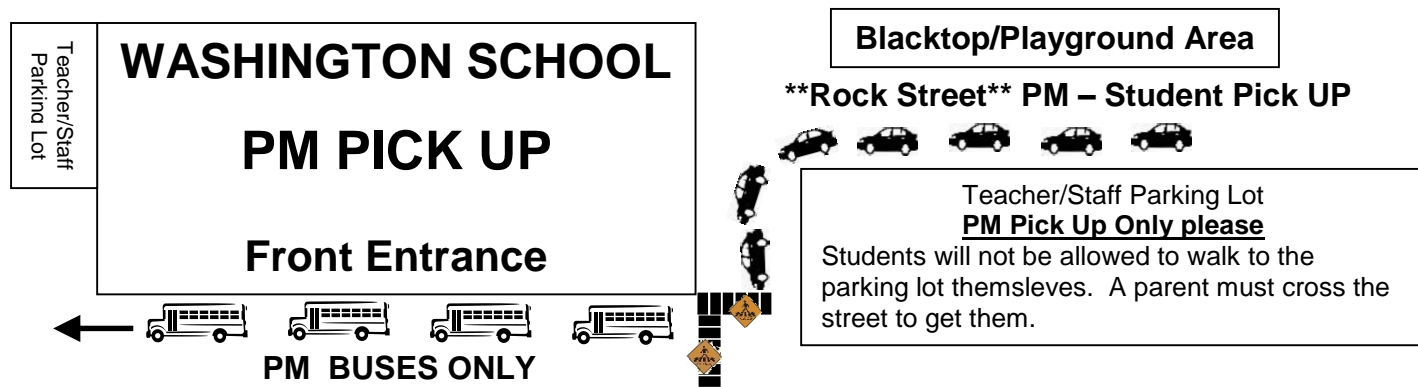 Teacher/Staff
Parking Lot
WASHINGTON SCHOOL
PM PICK UP
Front Entrance
PM BUSES ONLY
Blacktop/Playground Area
**Rock Street** PM – Student Pick UP
Teacher/Staff Parking Lot
PM Pick Up Only please
Students will not be allowed to walk to the
parking lot themsleves. A parent must cross the
street to get them.